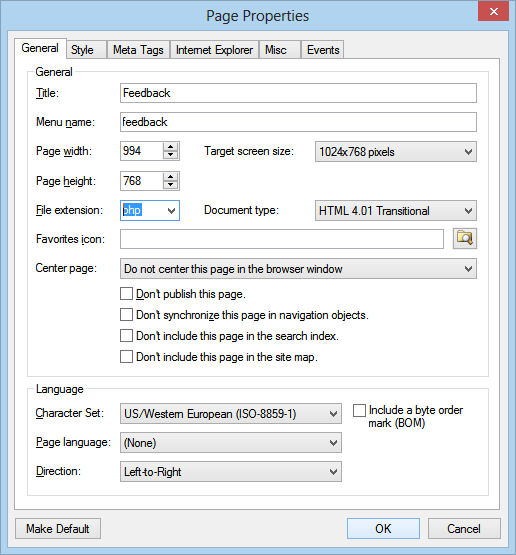 Page Properties
General Style Meta Tags Internet Explorer Misc Events
General
Title: Feedback
Menu name: feedback
Page width: 994 Target screen size: 1024x768 pixels
Page height: 768
File extension: php Document type: HTML 4.01 Transitional
Favorites icon:
Center page: Do not center this page in the browser window
Don't publish this page.
Don't synchronize this page in navigation objects.
Don't include this page in the search index.
Don't include this page in the site map.
Language
Character Set: US/Western European (ISO-8859-1) Include a byte order
mark (BOM)
Page language: (None)
Direction: Left-to-Right
Make Default OK Cancel